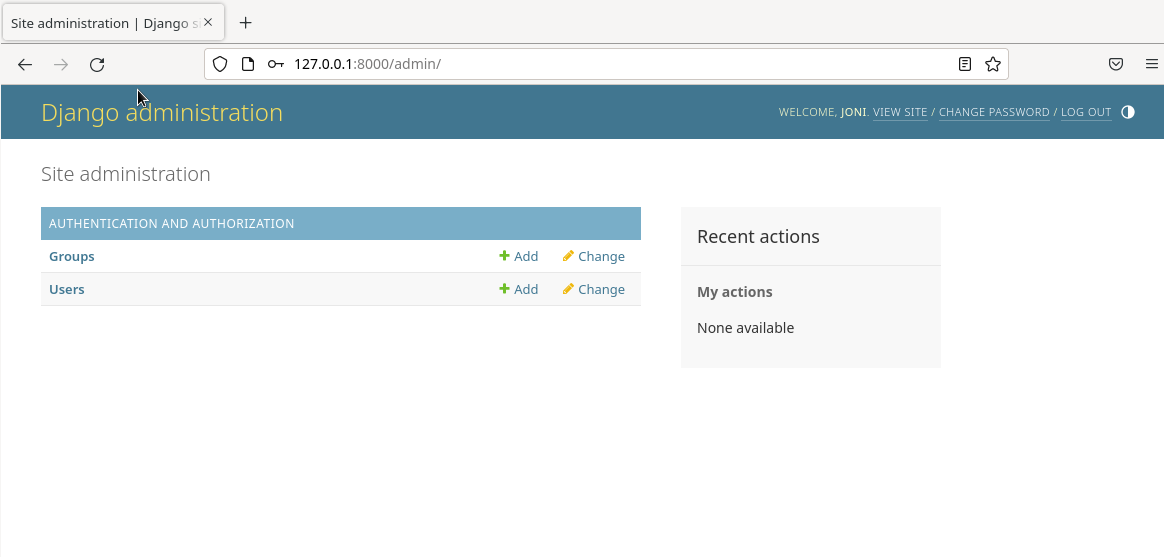 Site administration | Django s
127.0.0.1:8000/admin/
Django administration
WELCOME, JONI. VIEW SITE / CHANGE PASSWORD / LOG OUT
Site administration
AUTHENTICATION AND AUTHORIZATION
Groups Add Change
Users Add Change
Recent actions
My actions
None available